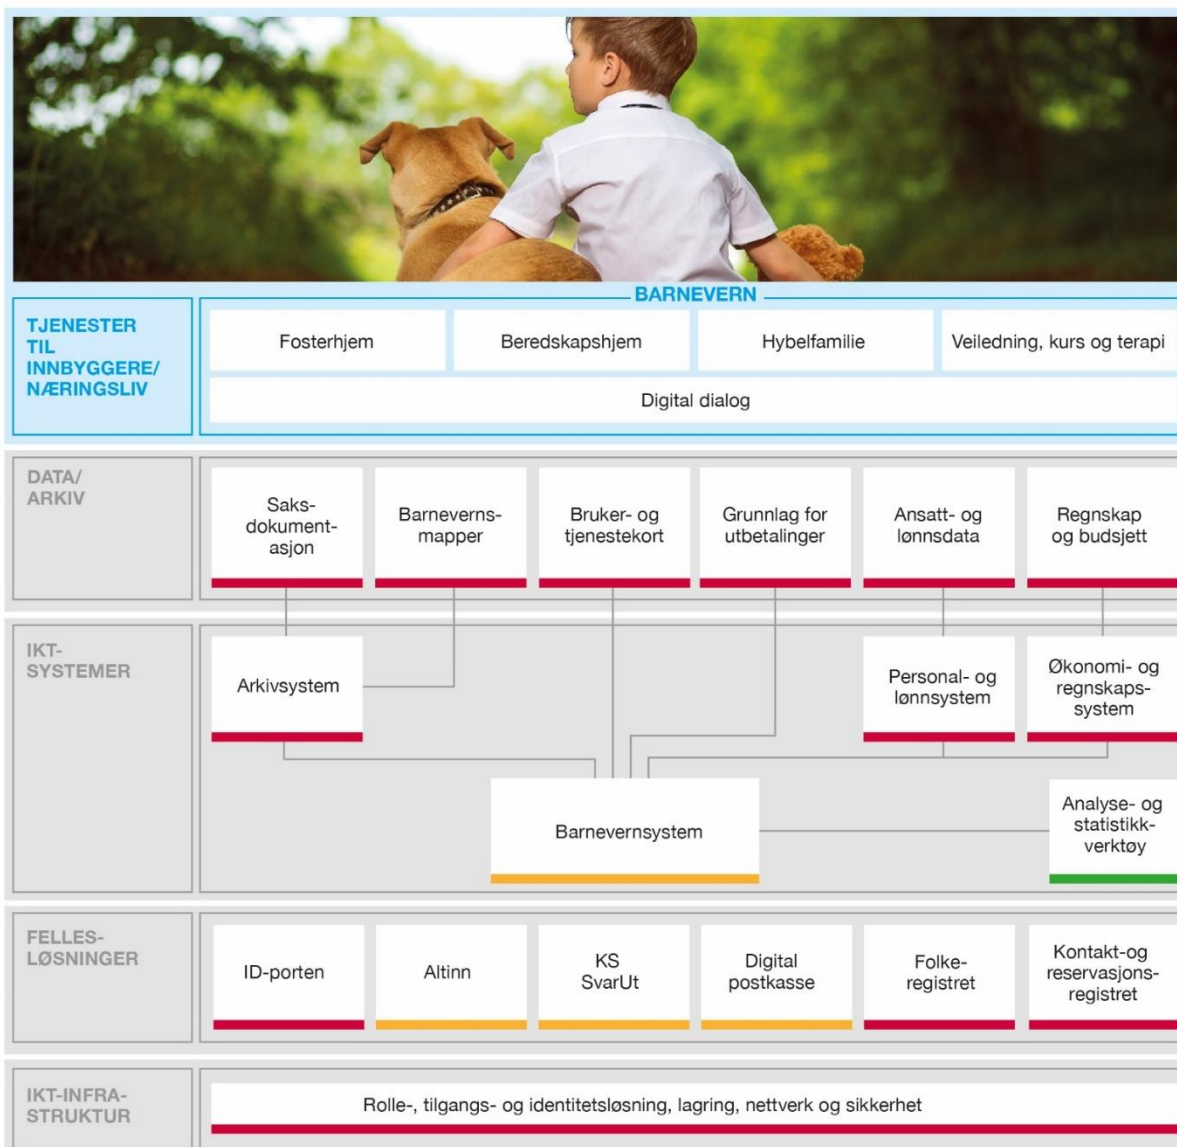 BARNEVERN
TJENESTER
TIL
INNBYGGERE/
NÆRINGSLIV
Fosterhjem
Beredskapshjem
Hybelfamilie
Veiledning, kurs og terapi
Digital dialog
DATA/
ARKIV
Saks-
dokument-
asjon
Barneverns-
mapper
Bruker- og
tjenestekort
Grunnlag for
utbetalinger
Ansatt- og
lønnsdata
Regnskap
og budsjett
IKT-
SYSTEMER
Arkivsystem
Personal- og
lønnsystem
Økonomi- og
regnskaps-
system
Barnevernsystem
Analyse- og
statistikk-
verktøy
FELLES-
LØSNINGER
ID-porten
Altinn
KS
SvarUt
Digital
postkasse
Folke-
registret
Kontakt-og
reservasjons-
registret
IKT-INFRA-
STRUKTUR
Rolle-, tilgangs- og identitetsløsning, lagring, nettverk og sikkerhet